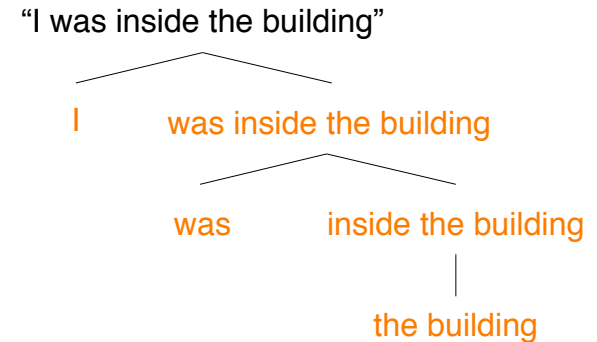 “I was inside the building”
I was inside the building
was inside the building
the building